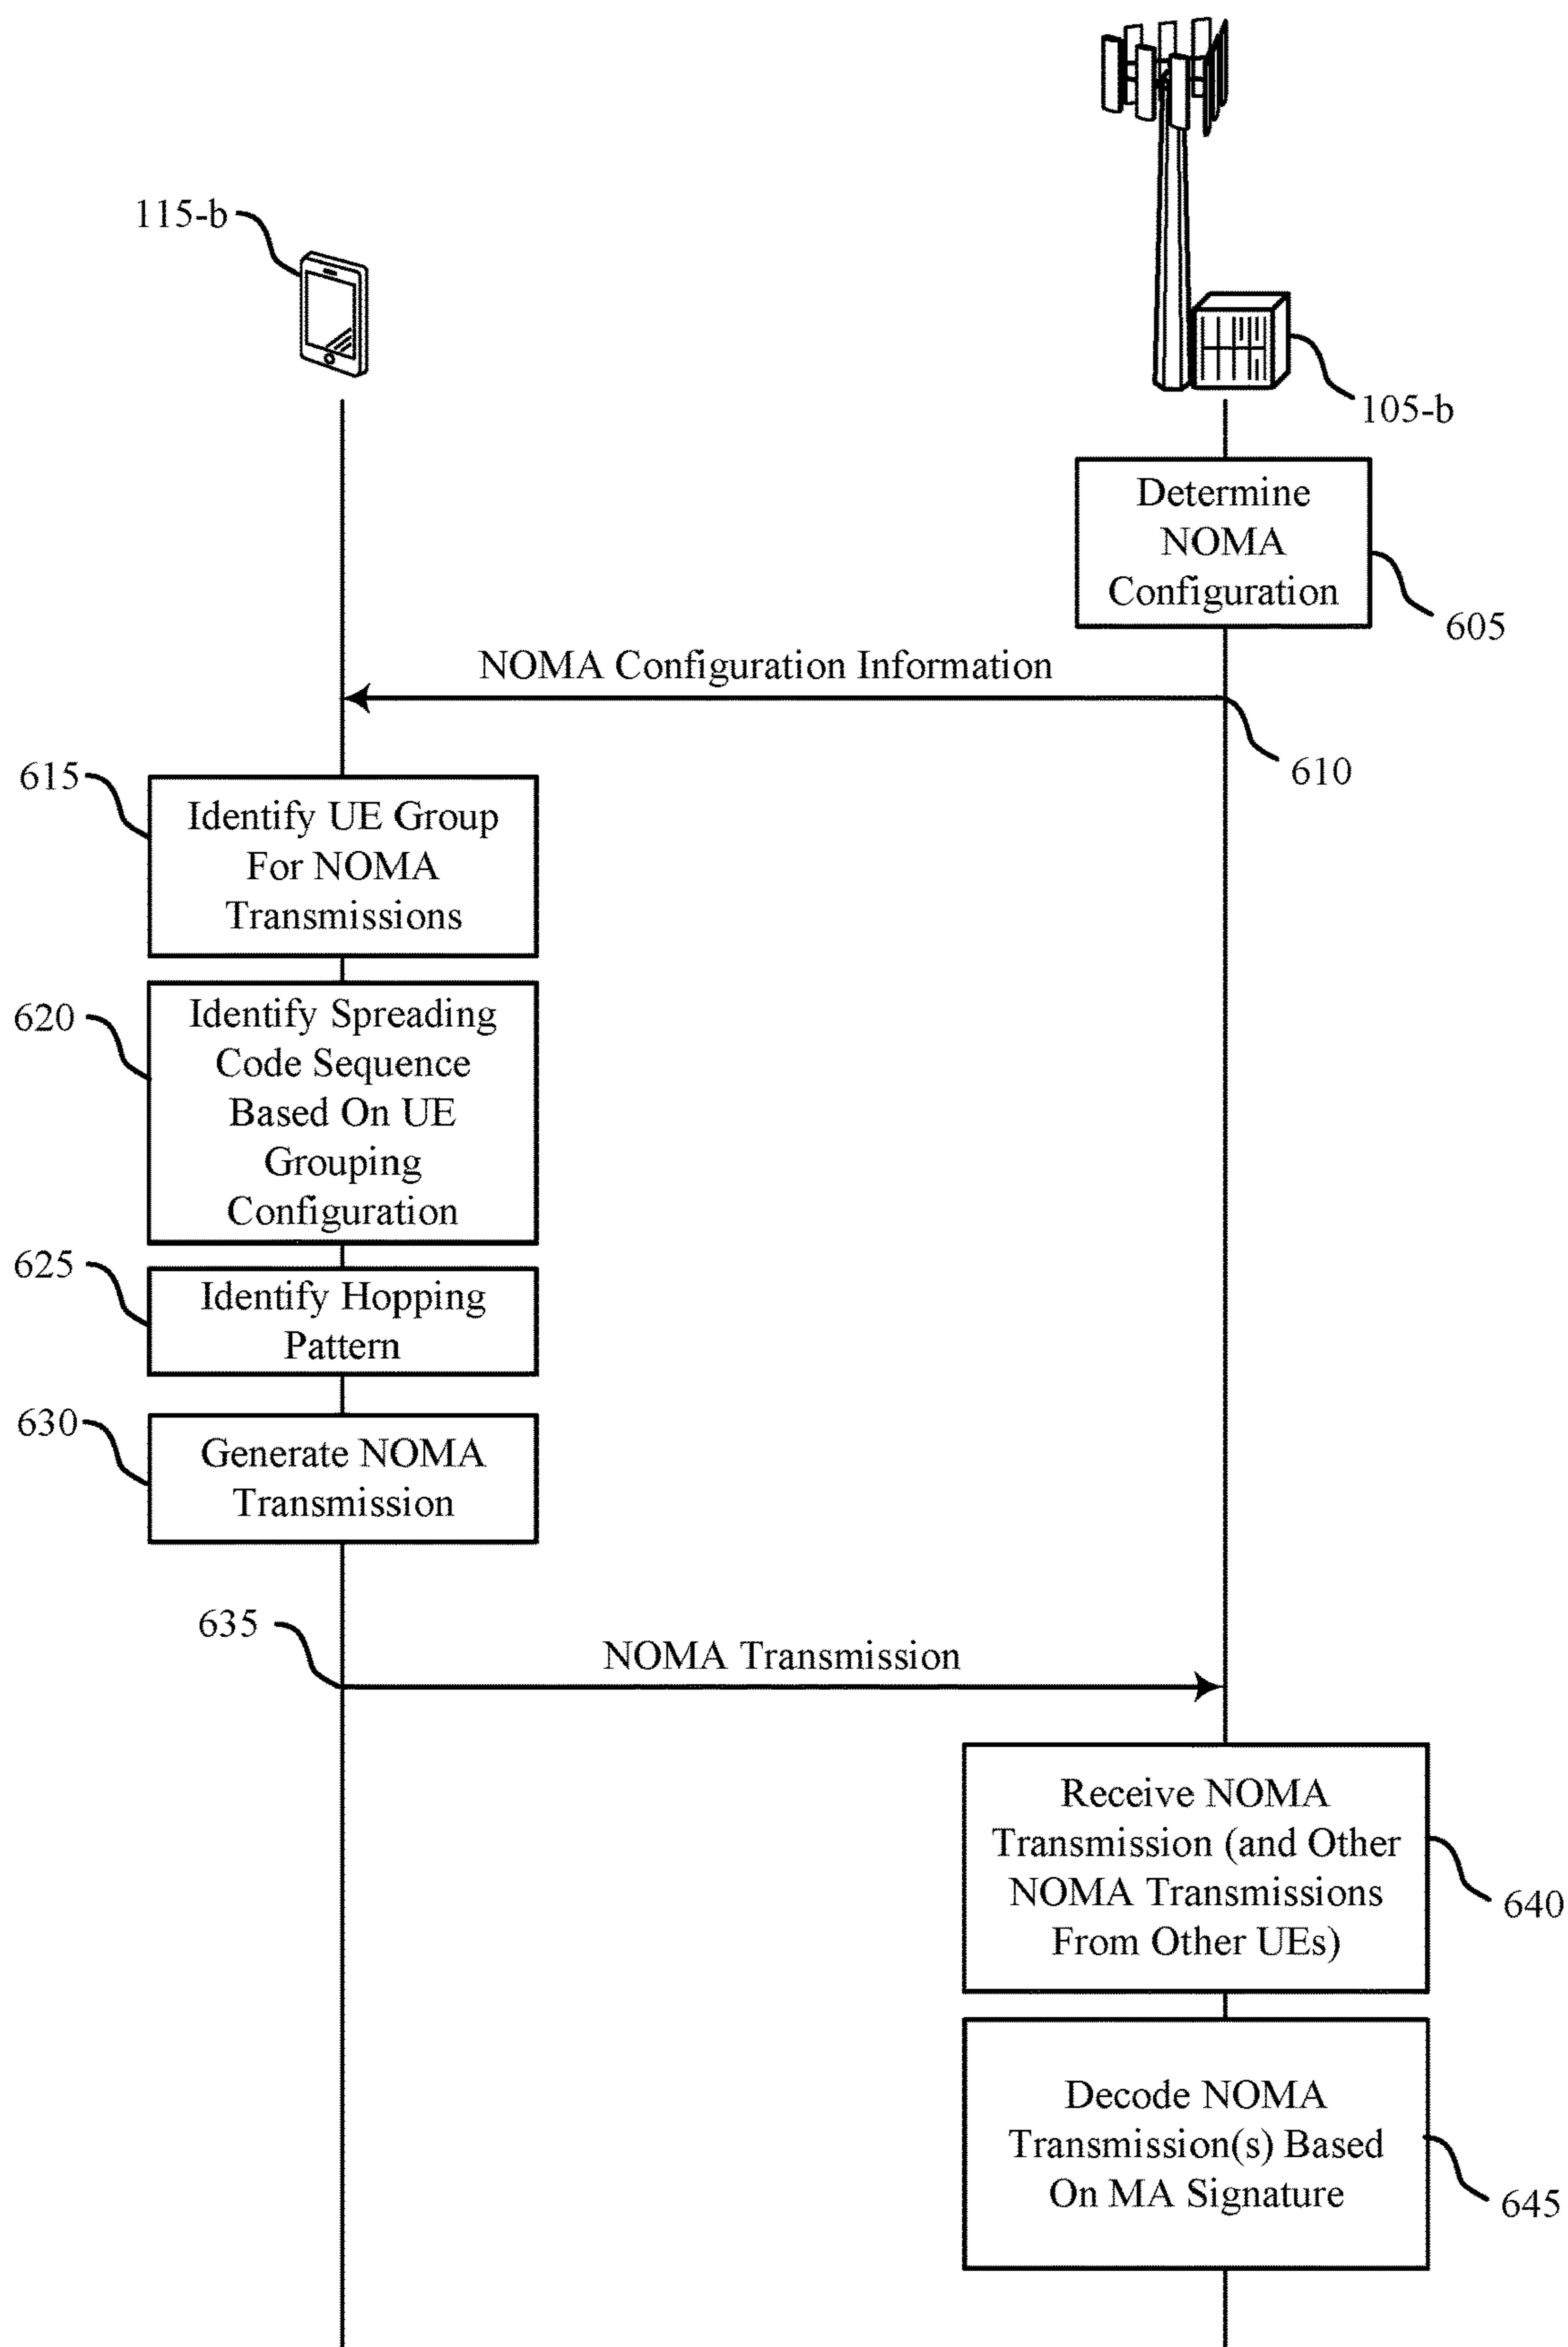 115-b
105-b
Determine
NOMA
Configuration
605
NOMA Configuration Information
610
615
Identify UE Group
For NOMA
Transmissions
620
Identify Spreading
Code Sequence
Based On UE
Grouping
Configuration
625
Identify Hopping
Pattern
630
Generate NOMA
Transmission
635
NOMA Transmission
Receive NOMA
Transmission (and Other
NOMA Transmissions
From Other UEs)
640
Decode NOMA
Transmission(s) Based
On MA Signature
645